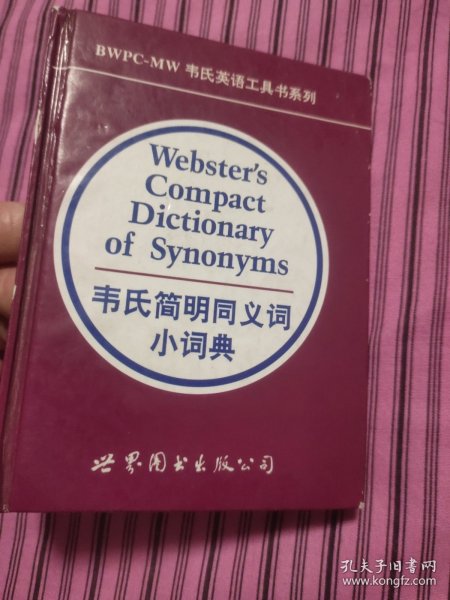 BWPC-MW 韦氏英语工具书系列
Webster's
Compact
Dictionary
of Synonyms
韦氏简明同义词
小词典
世界图书出版公司
孔夫子旧书网
www.kongfz.com